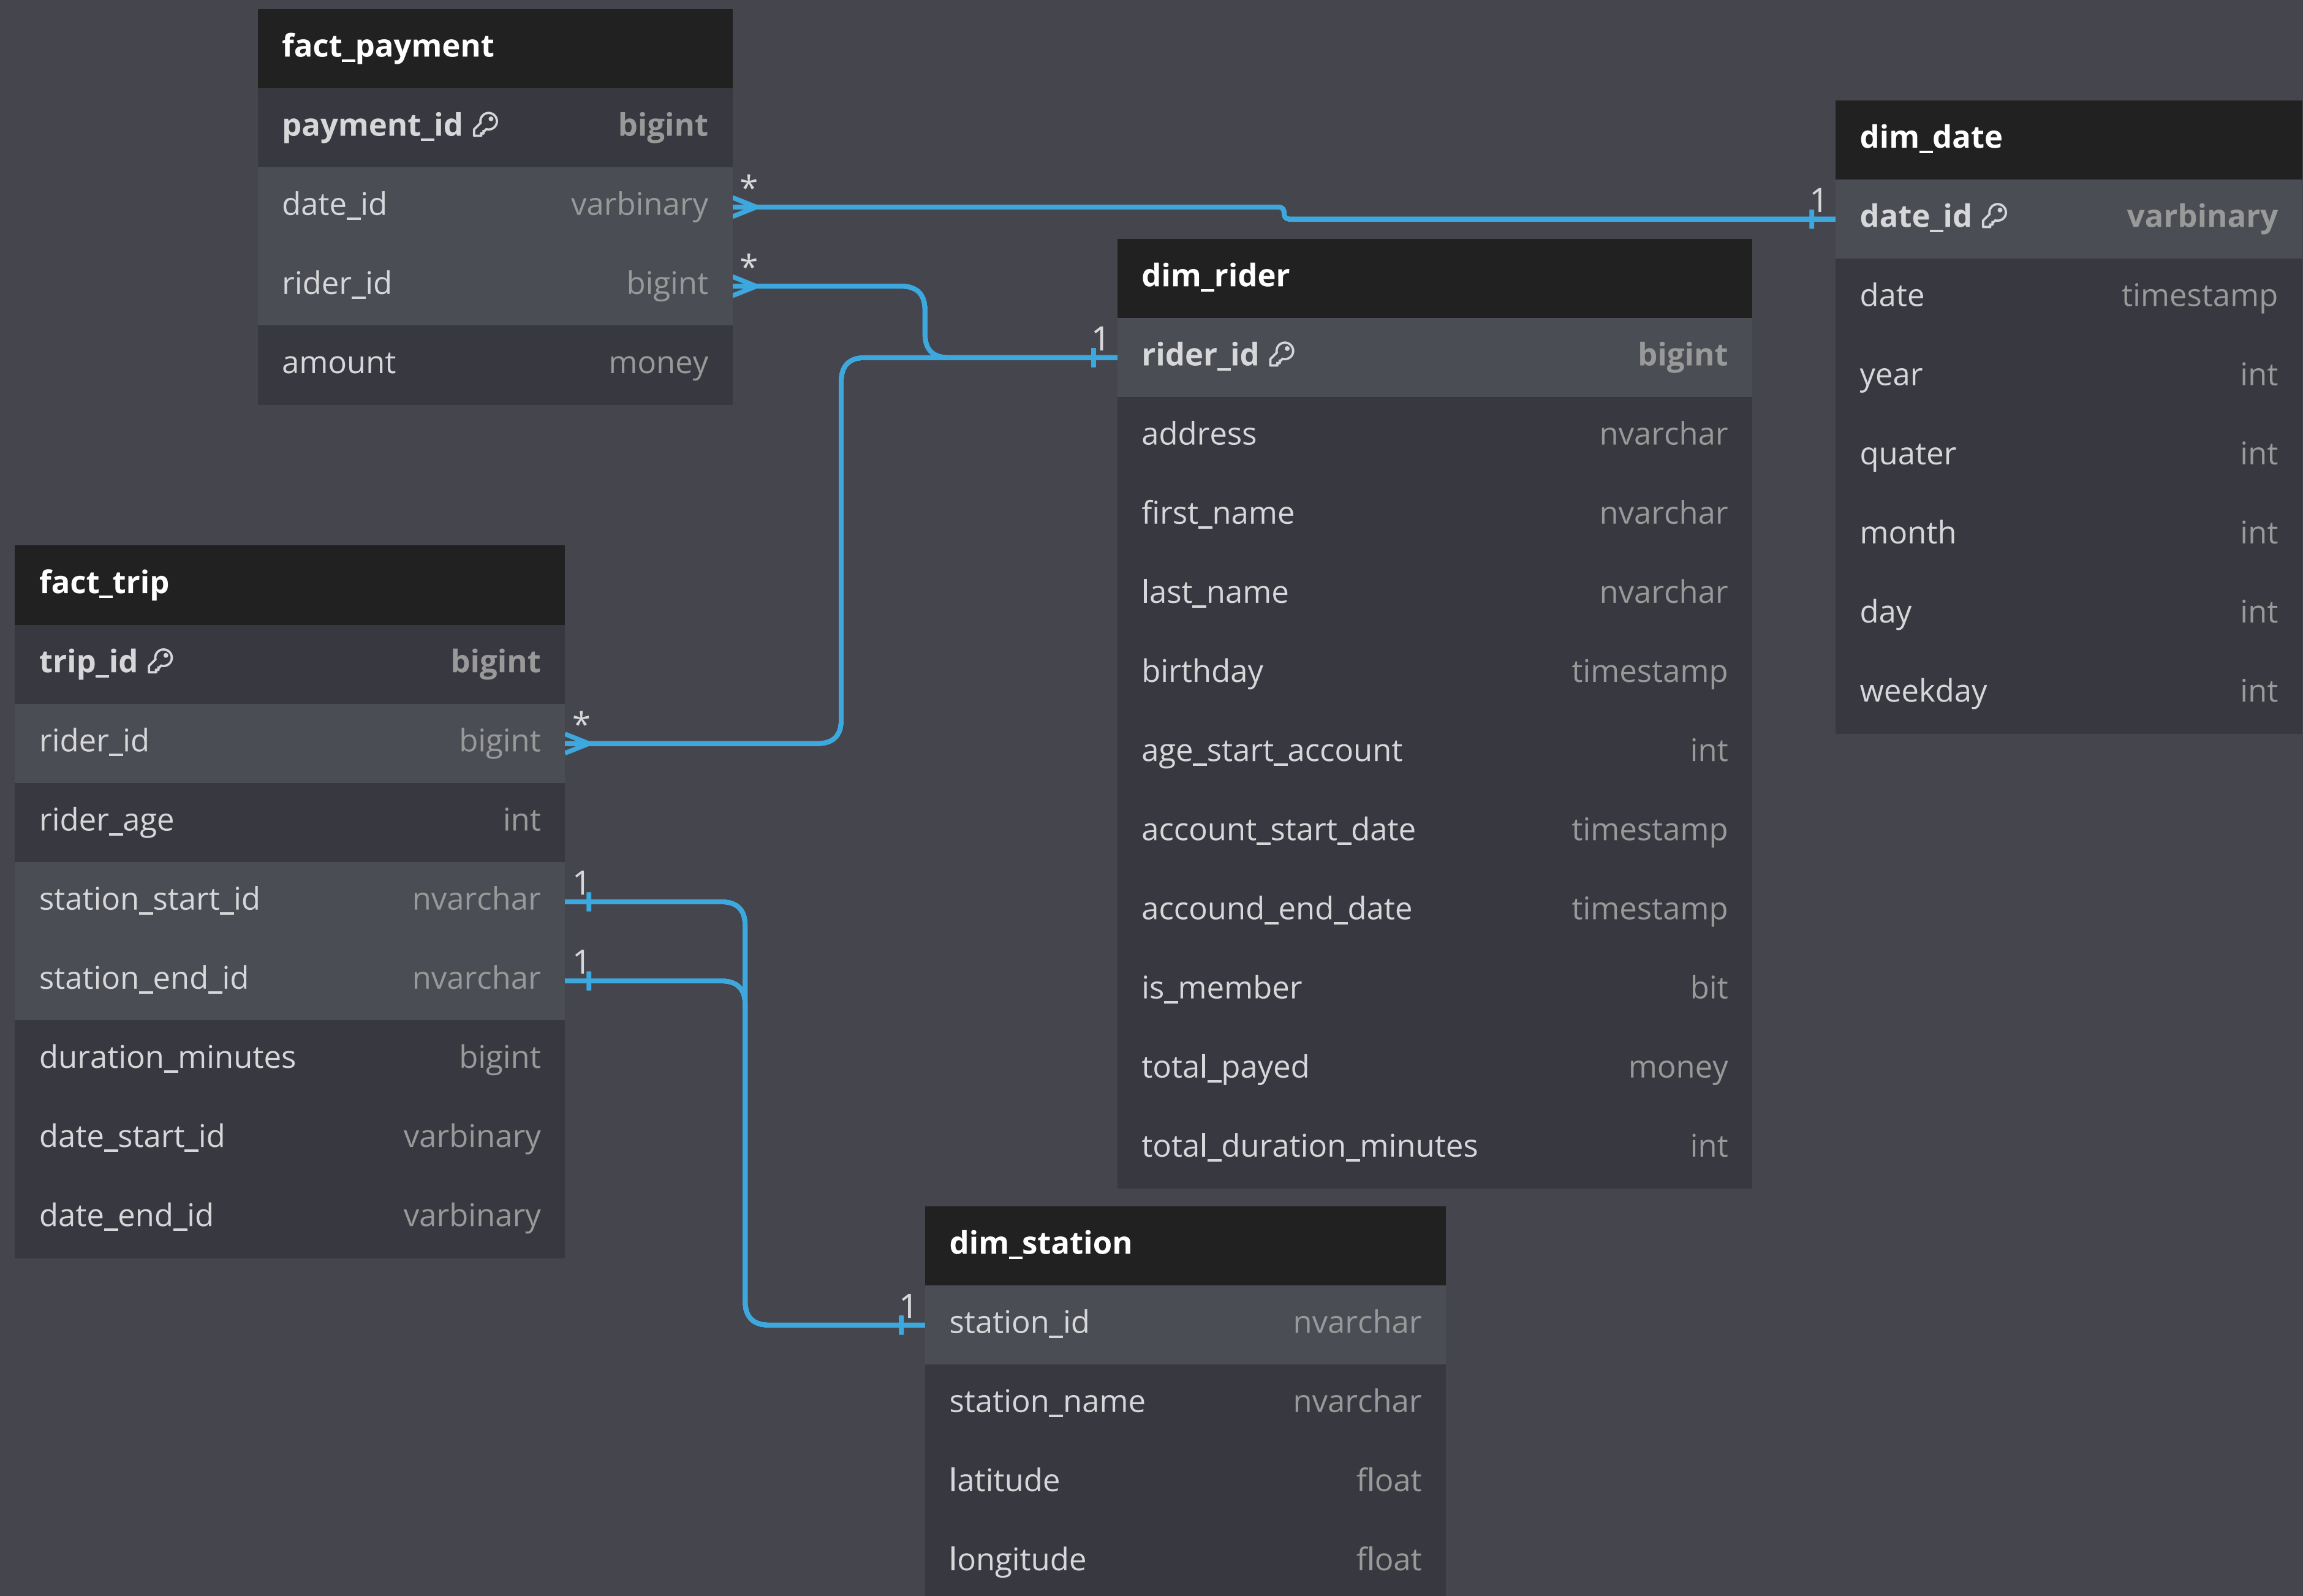 fact_payment
payment_id bigint
date_id varbinary
rider_id bigint
amount money
*
*
1
1
dim_date
date_id varbinary
date timestamp
year int
quater int
month int
day int
weekday int
dim_rider
rider_id bigint
address nvarchar
first_name nvarchar
last_name nvarchar
birthday timestamp
age_start_account int
account_start_date timestamp
accound_end_date timestamp
is_member bit
total_payed money
total_duration_minutes int
fact_trip
trip_id bigint
rider_id bigint
rider_age int
station_start_id nvarchar
station_end_id nvarchar
duration_minutes bigint
date_start_id varbinary
date_end_id varbinary
*
1
1
1
dim_station
station_id nvarchar
station_name nvarchar
latitude float
longitude float